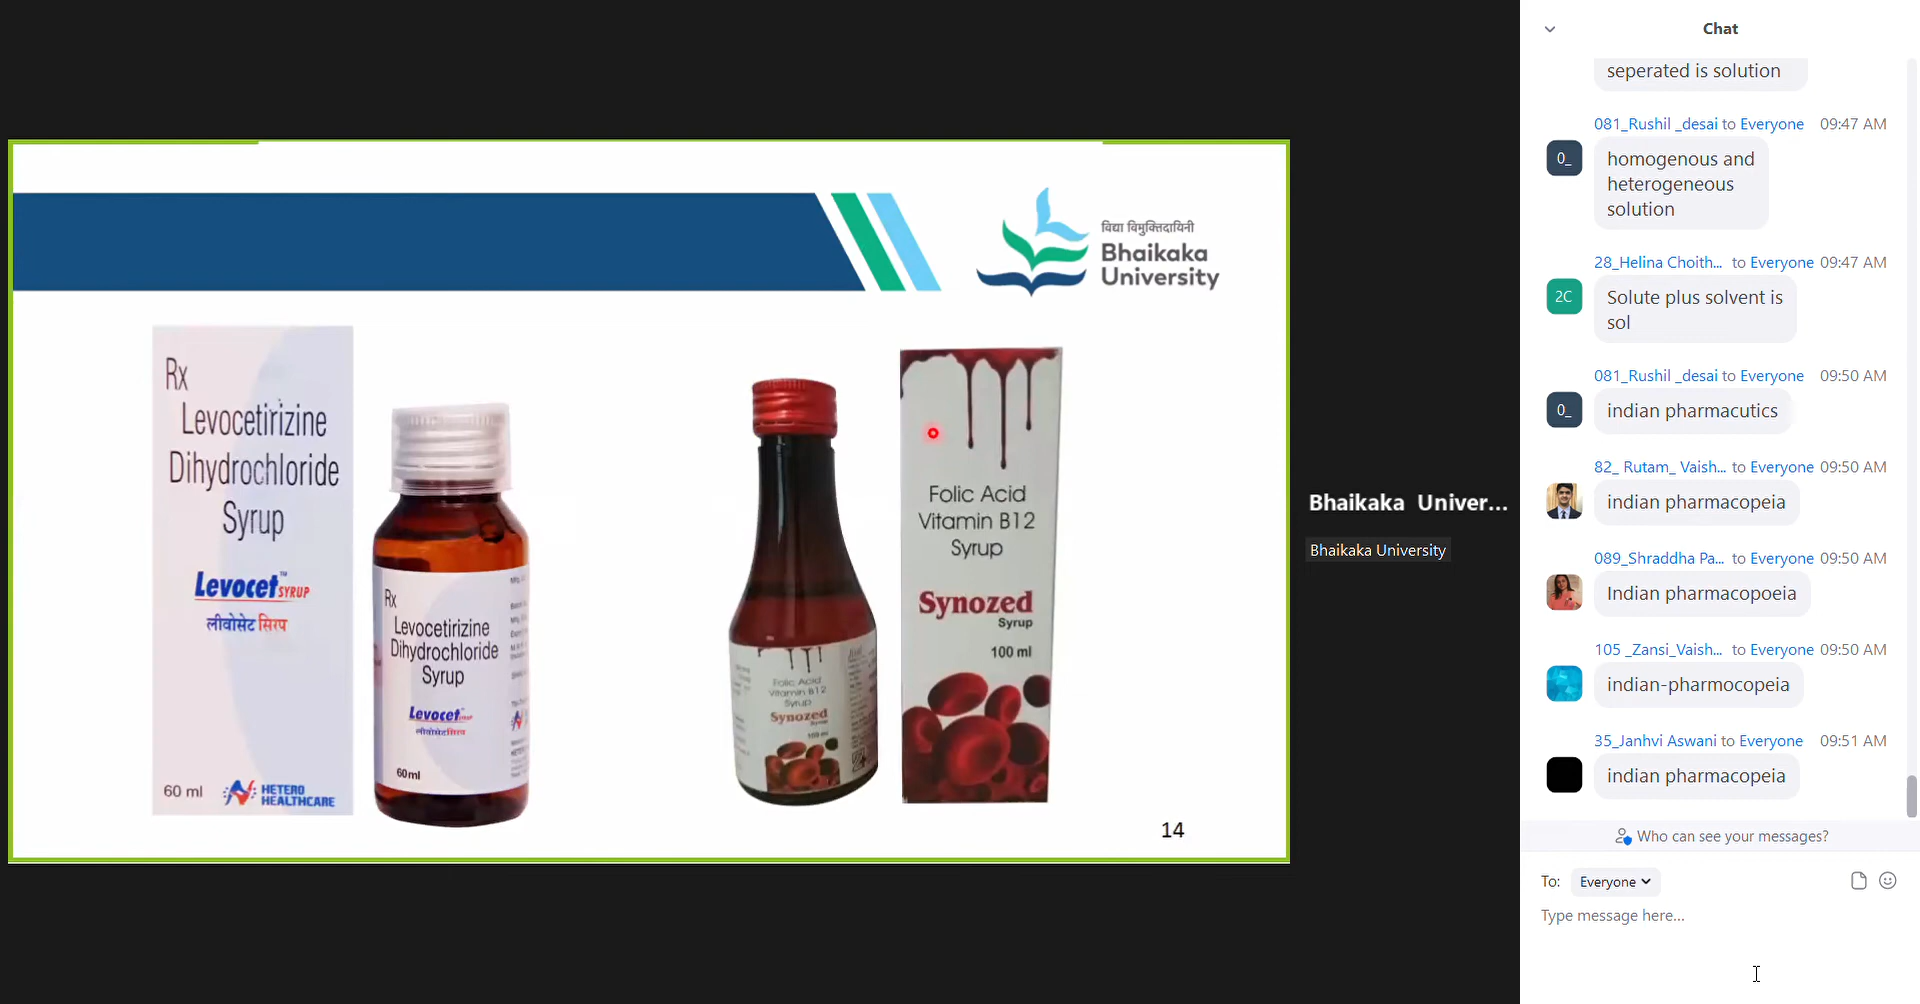 विद्या विमुक्तिदायिनी
Bhaikaka
University
Rx
Levocetirizine
Dihydrochloride
Syrup
Levocet™ SYRUP
लीवोसेट सिरप
60 ml
HETERO
HEALTHCARE
Rx
Levocetirizine
Dihydrochloride
Syrup
Levocet
60ml
Folic Acid
Vitamin B12
Syrup
Synozed
Syrup
100 ml
Folic Acid
Vitamin B12
Syrup
Synozed
Syrup
100 ml
14
Bhaikaka Univer...
Bhaikaka University
Chat
seperated is solution
081_Rushil _desai to Everyone 09:47 AM
0_
homogenous and
heterogeneous
solution
28_Helina Choith... to Everyone 09:47 AM
2C
Solute plus solvent is
sol
081_Rushil _desai to Everyone 09:50 AM
0_
indian pharmacutics
82_ Rutam_ Vaish... to Everyone 09:50 AM
indian pharmacopeia
089_Shraddha Pa... to Everyone 09:50 AM
Indian pharmacopoeia
105 _Zansi_Vaish... to Everyone 09:50 AM
indian-pharmocopeia
35_Janhvi Aswani to Everyone 09:51 AM
indian pharmacopeia
Who can see your messages?
To: Everyone
Type message here...